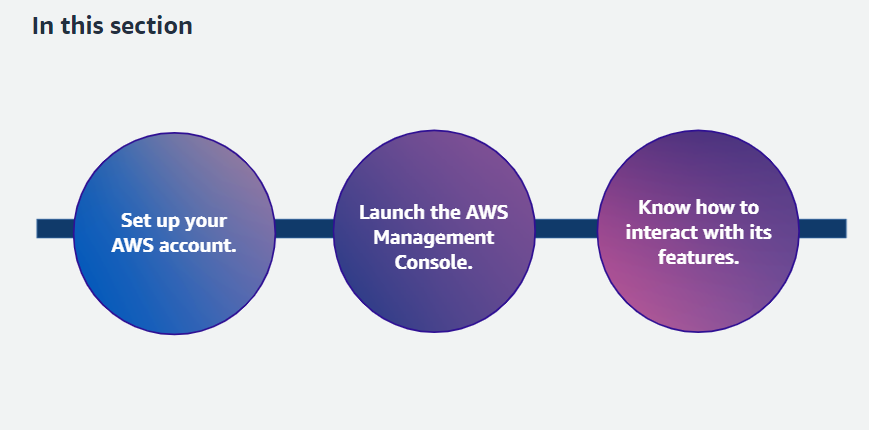 In this section
Set up your
AWS account.
Launch the AWS
Management
Console.
Know how to
interact with its
features.